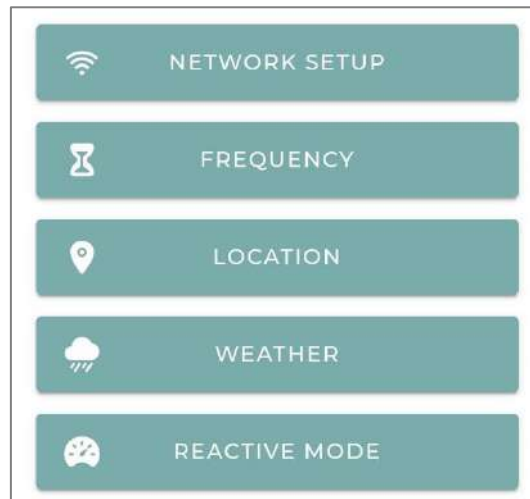 NETWORK SETUP
FREQUENCY
LOCATION
WEATHER
REACTIVE MODE